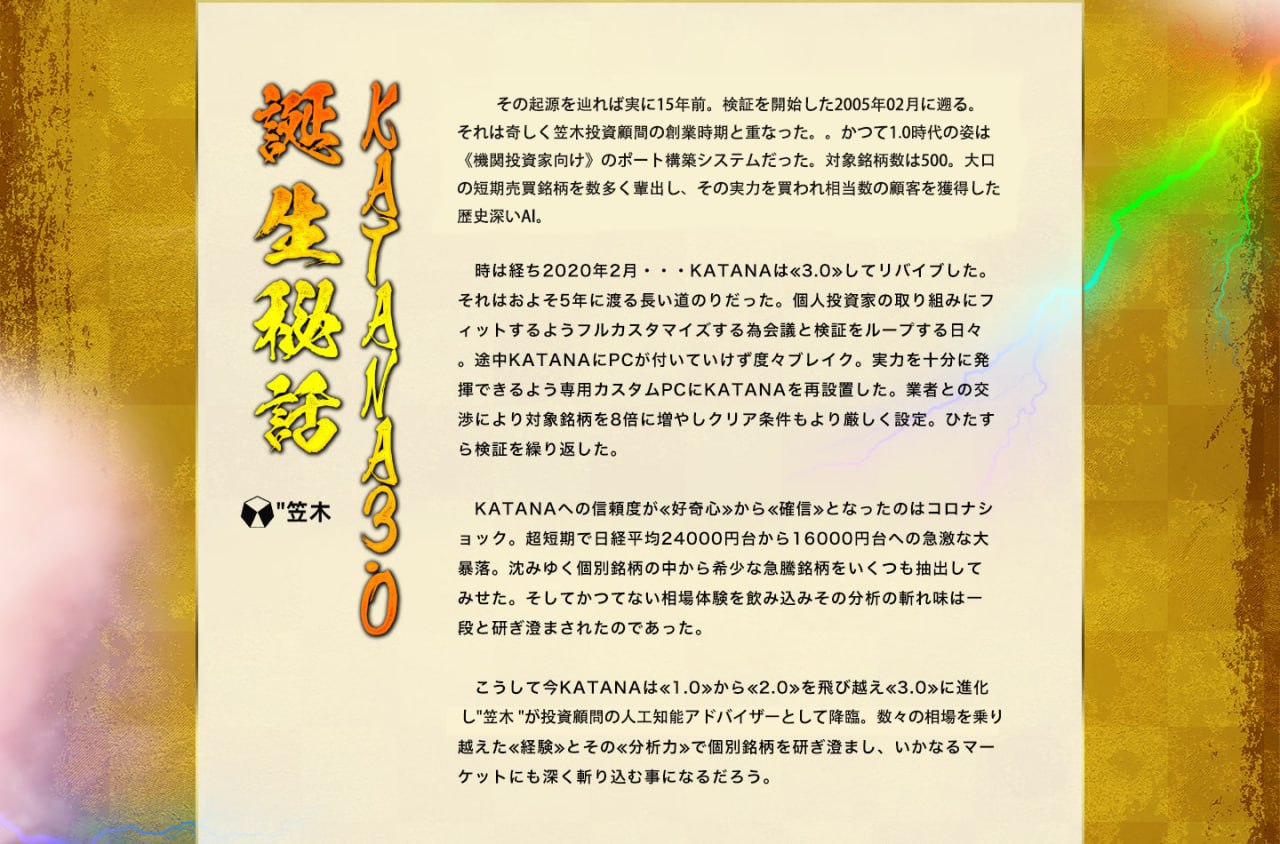 KATANA3.0
誕生秘話
"笠木
その起源を辿れば実に15年前。検証を開始した2005年02月に遡る。
それは奇しく笠木投資顧問の創業時期と重なった。。かつて1.0時代の姿は
《機関投資家向け》のポート構築システムだった。対象銘柄数は500。大口
の短期売買銘柄を数多く輩出し、その実力を買われ相当数の顧客を獲得した
歴史深いAI。
時は経ち2020年2月・・・KATANAは≪3.0≫してリバイブした。
それはおよそ5年に渡る長い道のりだった。個人投資家の取り組みにフ
ィットするようフルカスタマイズする為会議と検証をループする日々
。途中KATANAにPCが付いていけず度々ブレイク。実力を十分に発
揮できるよう専用カスタムPCにKATANAを再設置した。業者との交
渉により対象銘柄を8倍に増やしクリア条件もより厳しく設定。ひたす
ら検証を繰り返した。
KATANAへの信頼度が≪好奇心≫から≪確信≫となったのはコロナシ
ョック。超短期で日経平均24000円台から16000円台への急激な大
暴落。沈みゆく個別銘柄の中から希少な急騰銘柄をいくつも抽出して
みせた。そしてかつてない相場体験を飲み込みその分析の斬れ味は一
段と研ぎ澄まされたのであった。
こうして今KATANAは≪1.0≫から≪2.0≫を飛び越え≪3.0≫に進化
し"笠木 "が投資顧問の人工知能アドバイザーとして降臨。数々の相場を乗り
越えた≪経験≫とその≪分析力≫で個別銘柄を研ぎ澄まし、いかなるマー
ケットにも深く斬り込む事になるだろう。